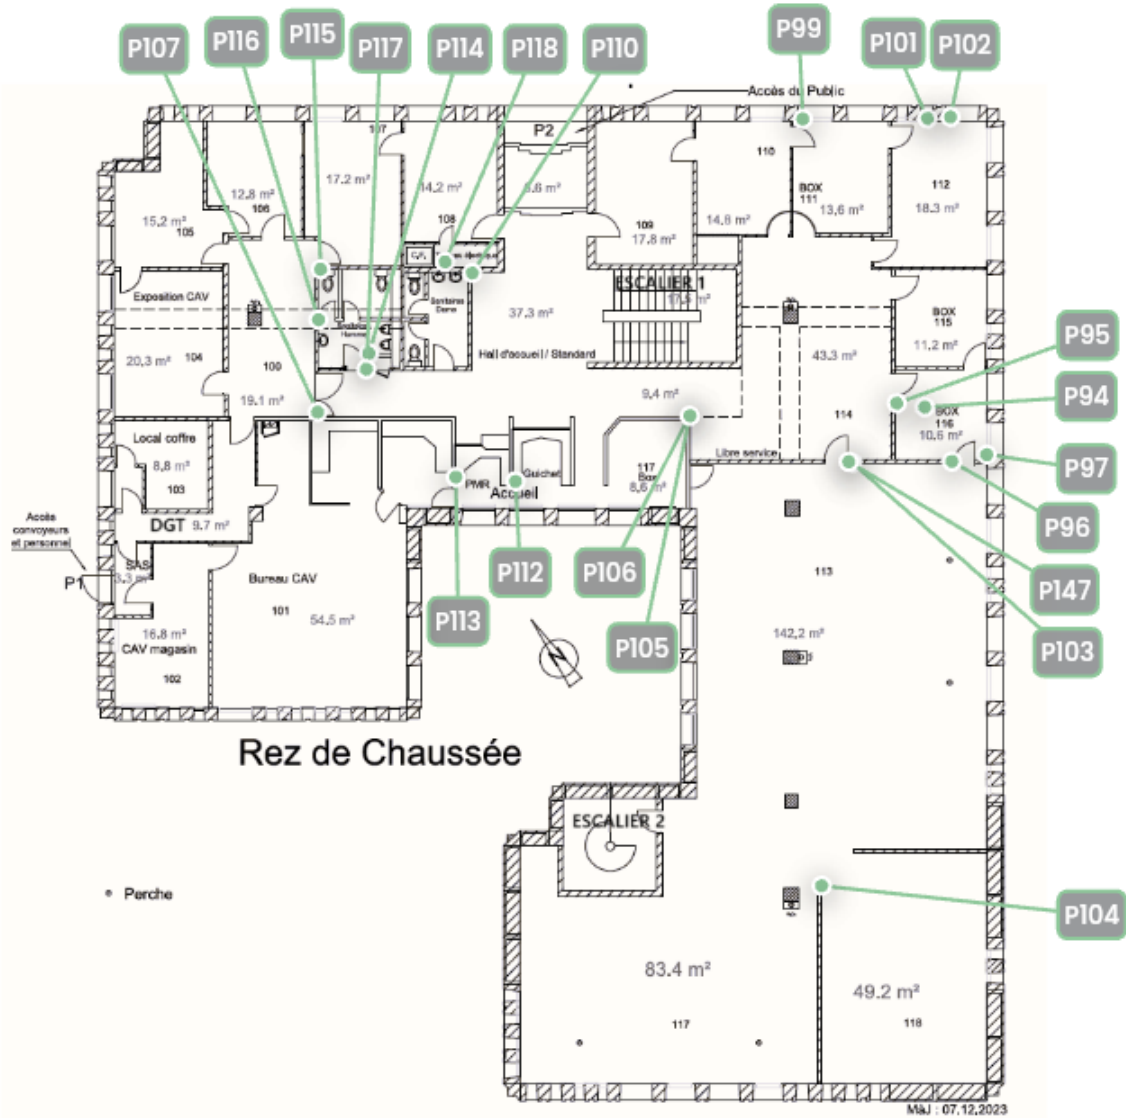 P107
P116
P115
P117
P114
P118
P110
P99
P101
P102
Accès du Public
107
P2
110
17.2 m²
14.2 m²
12.8 m²
106
6.6 m²
BOX
111
112
15.2 m²
105
108
109
17.8 m²
14.8 m²
13,6 m²
18.3 m²
ESCALIER 1
Exposition CAV
Sanitaires
Dame
37.3 m²
BOX
115
20,3 m²
104
Hall d'accueil / Standard
43.3 m²
11.2 m²
P95
100
19.1 m²
9.4 m²
114
BOX
116
10.6 m²
P94
Local coffre
8,8 m²
103
Libre service
P97
117
Box
8,6 m²
PMR
Guichet
Accueil
P96
Accès
convoyeurs
et personnel
DGT 9.7 m²
P112
P106
P147
P1
SAS
3.3 m²
Bureau CAV
101
54.5 m²
113
P113
P105
P103
16.8 m²
CAV magasin
102
142,2 m²
N
Rez de Chaussée
ESCALIER 2
Perche
P104
83.4 m²
49.2 m²
117
118
MàJ : 07.12.2023